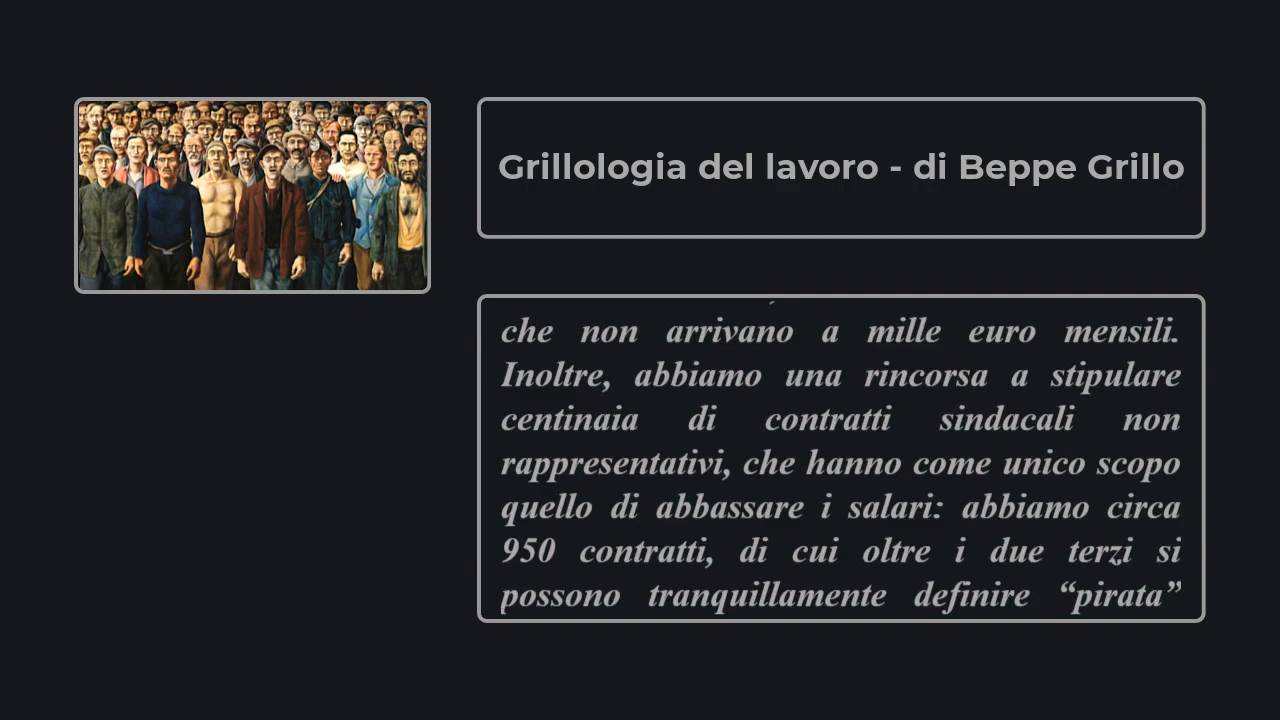 Grillologia del lavoro - di Beppe Grillo
che non arrivano a mille euro mensili.
Inoltre, abbiamo una rincorsa a stipulare
centinaia di contratti sindacali non
rappresentativi, che hanno come unico scopo
quello di abbassare i salari: abbiamo circa
950 contratti, di cui oltre i due terzi si
possono tranquillamente definire “pirata”